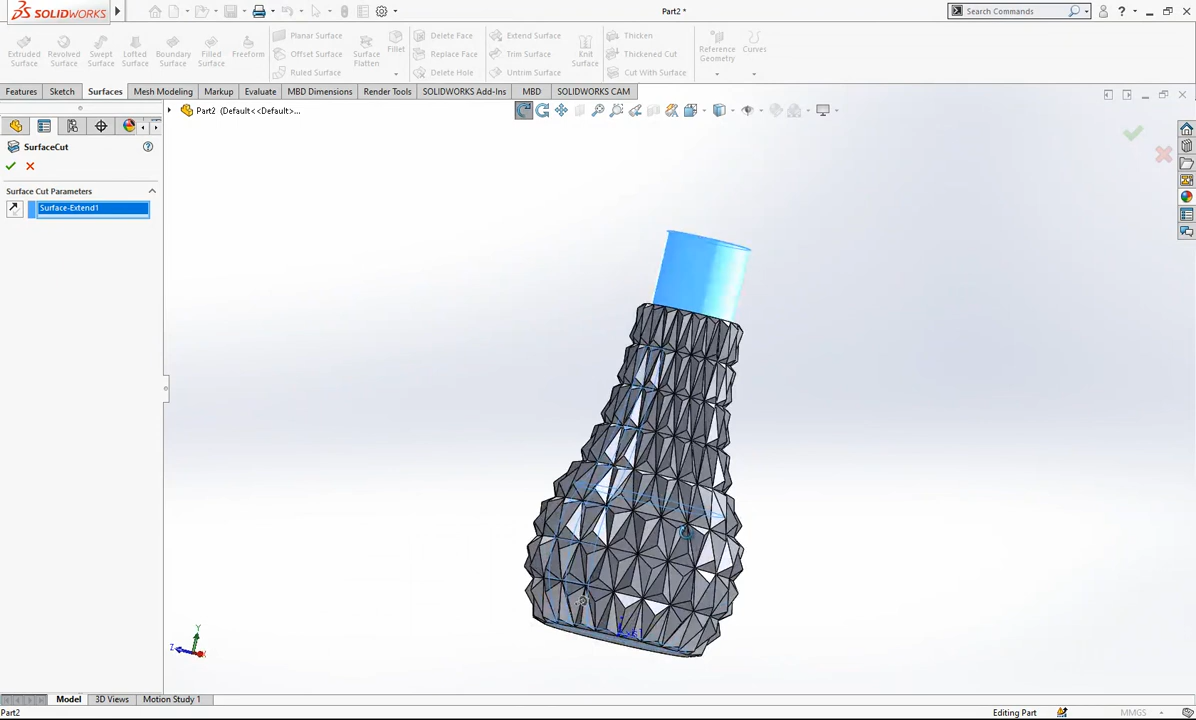 SOLIDWORKS
Part2 *
Search Commands
?
Extruded Surface
Revolved Surface
Swept Surface
Lofted Surface
Boundary Surface
Filled Surface
Freeform
Planar Surface
Offset Surface
Ruled Surface
Surface Flatten
Fillet
Delete Face
Replace Face
Delete Hole
Extend Surface
Trim Surface
Untrim Surface
Knit Surface
Thicken
Thickened Cut
Cut With Surface
Reference Geometry
Curves
Features
Sketch
Surfaces
Markup
Mesh Modeling
Evaluate
MBD Dimensions
Render Tools
SOLIDWORKS Add-Ins
MBD
SOLIDWORKS CAM
Part2 (Default<<Default>...
SurfaceCut
?
Surface Cut Parameters
Surface-Extend1
Y
Z
X
Model
3D Views
Motion Study 1
Part2
Editing Part
MMGS